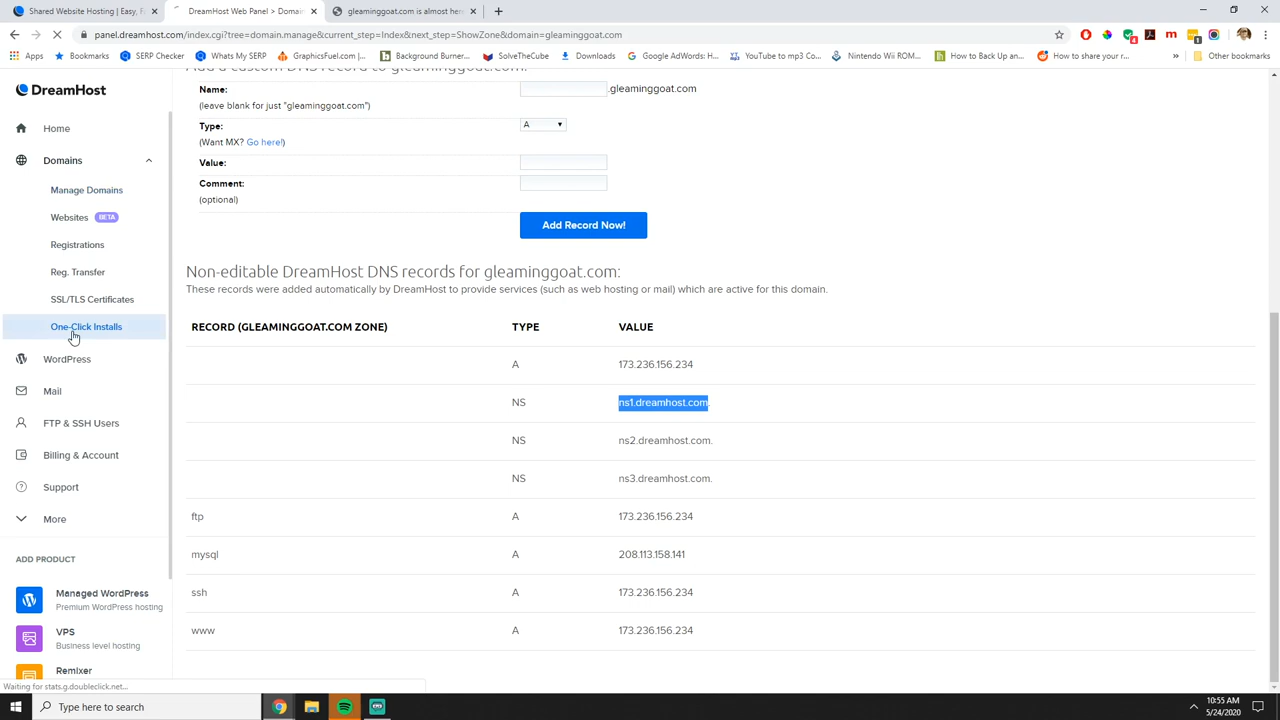 Shared Website Hosting | Easy, F
DreamHost Web Panel > Domain
gleaminggoat.com is almost here
panel.dreamhost.com/index.cgi?tree=domain.manage&current_step=Index&next_step=ShowZone&domain=gleaminggoat.com
Apps
Bookmarks
SERP Checker
Whats My SERP
GraphicsFuel.com |...
Background Burner...
SolveTheCube
Downloads
Google AdWords: K...
YouTube to mp3 Co...
Nintendo Wii ROM...
How to Back Up an...
How to share your r...
»
Other bookmarks
DreamHost
Home
Domains
Manage Domains
Websites BETA
Registrations
Reg. Transfer
SSL/TLS Certificates
One-Click Installs
WordPress
Mail
FTP & SSH Users
Billing & Account
Support
More
ADD PRODUCT
Managed WordPress
Premium WordPress hosting
VPS
Business level hosting
Remixer
Add a custom DNS record to gleaminggoat.com:
Name: .gleaminggoat.com
(leave blank for just "gleaminggoat.com")
Type: A
(Want MX? Go here!)
Value:
Comment:
(optional)
Add Record Now!
Non-editable DreamHost DNS records for gleaminggoat.com:
These records were added automatically by DreamHost to provide services (such as web hosting or mail) which are active for this domain.
RECORD (GLEAMINGGOAT.COM ZONE) TYPE VALUE
A 173.236.156.234
NS ns1.dreamhost.com.
NS ns2.dreamhost.com.
NS ns3.dreamhost.com.
ftp A 173.236.156.234
mysql A 208.113.158.141
ssh A 173.236.156.234
www A 173.236.156.234
Waiting for stats.g.doubleclick.net...
Type here to search
10:55 AM
5/24/2020